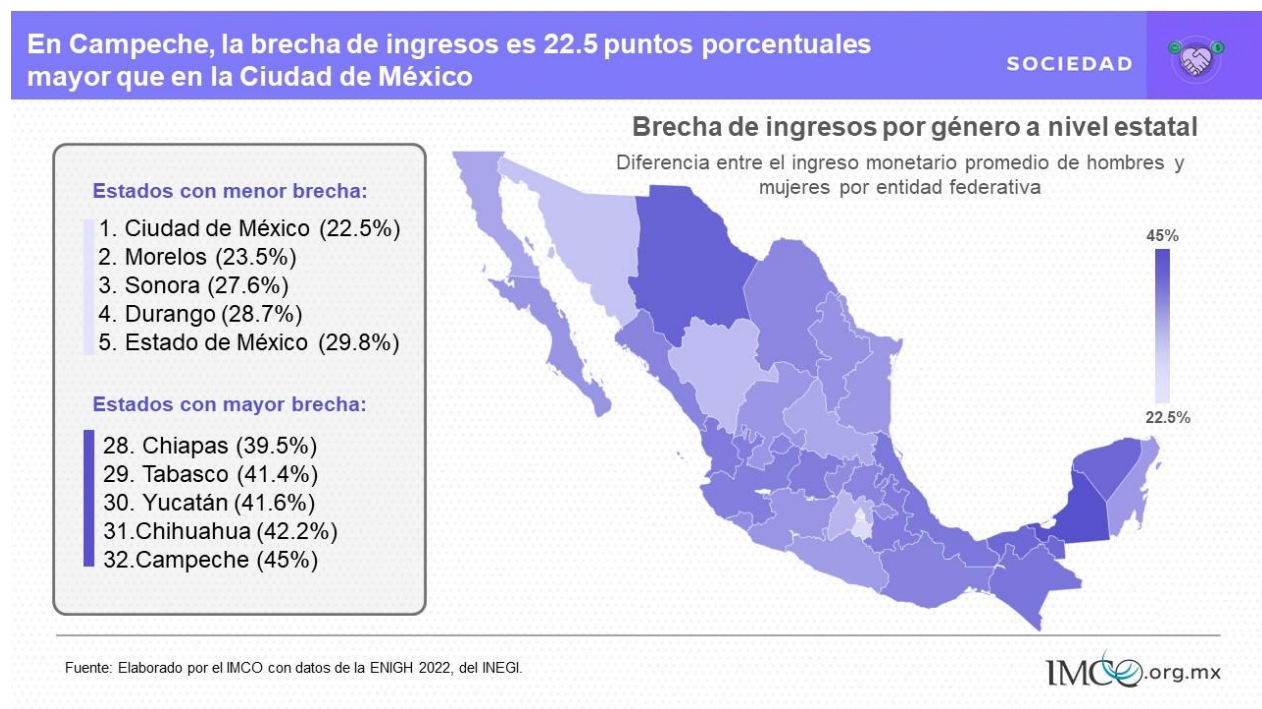 En Campeche, la brecha de ingresos es 22.5 puntos porcentuales
mayor que en la Ciudad de México
SOCIEDAD
Brecha de ingresos por género a nivel estatal
Diferencia entre el ingreso monetario promedio de hombres y
mujeres por entidad federativa
Estados con menor brecha:
1. Ciudad de México (22.5%)
2. Morelos (23.5%)
3. Sonora (27.6%)
4. Durango (28.7%)
5. Estado de México (29.8%)
Estados con mayor brecha:
28. Chiapas (39.5%)
29. Tabasco (41.4%)
30. Yucatán (41.6%)
31.Chihuahua (42.2%)
32.Campeche (45%)
45%
22.5%
Fuente: Elaborado por el IMCO con datos de la ENIGH 2022, del INEGI.
IMCO.org.mx